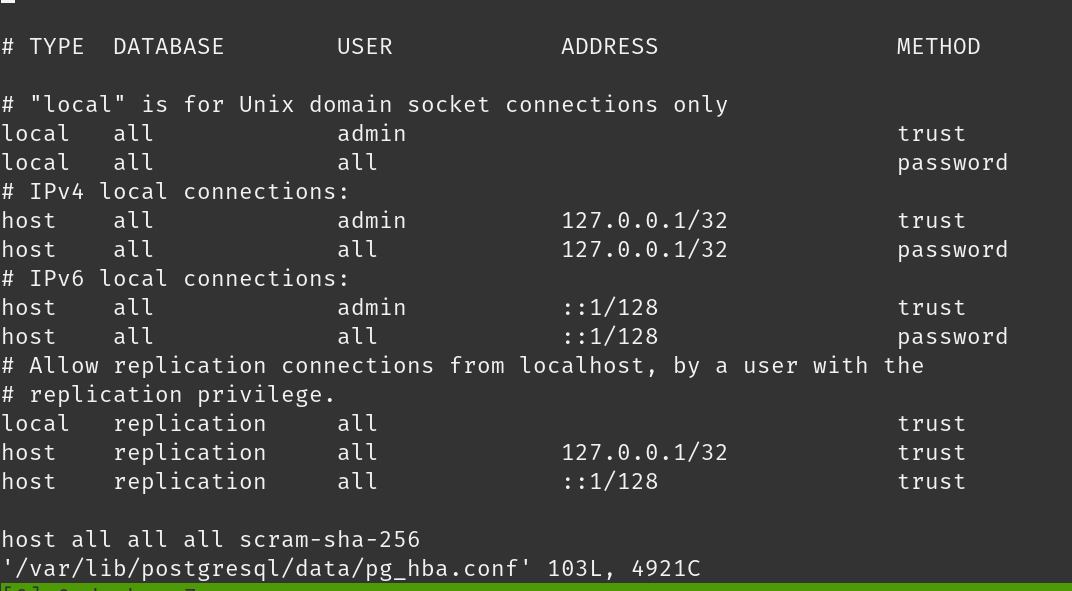 # TYPE  DATABASE        USER            ADDRESS                 METHOD
# "local" is for Unix domain socket connections only
local   all             admin                                   trust
local   all             all                                     password
# IPv4 local connections:
host    all             admin           127.0.0.1/32            trust
host    all             all             127.0.0.1/32            password
# IPv6 local connections:
host    all             admin           ::1/128                 trust
host    all             all             ::1/128                 password
# Allow replication connections from localhost, by a user with the
# replication privilege.
local   replication     all                                     trust
host    replication     all             127.0.0.1/32            trust
host    replication     all             ::1/128                 trust
host all all all scram-sha-256
'/var/lib/postgresql/data/pg_hba.conf' 103L, 4921C